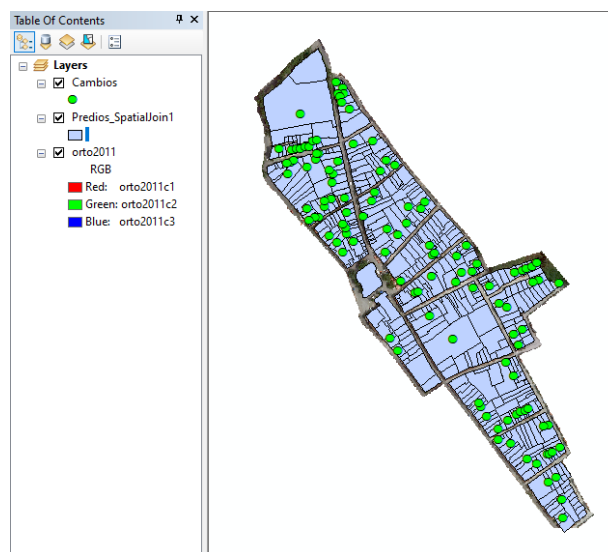 Table Of Contents
Layers
Cambios
Predios_SpatialJoin1
orto2011
RGB
Red: orto2011c1
Green: orto2011c2
Blue: orto2011c3